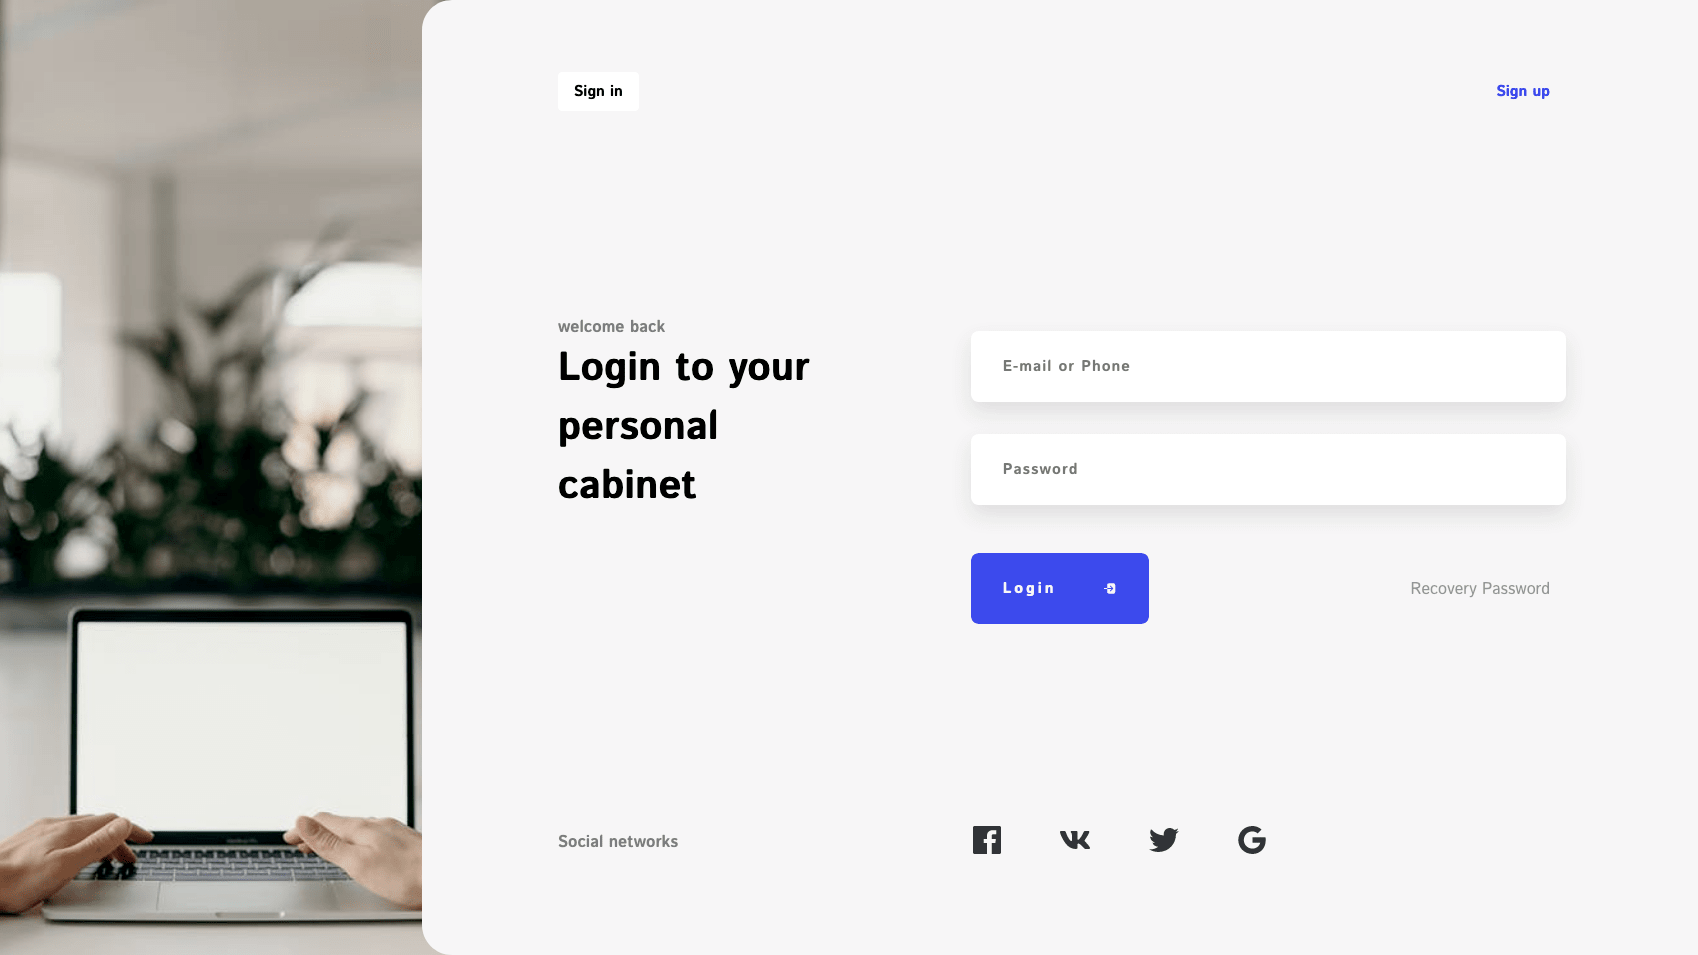 Sign in
Sign up
welcome back
Login to your
personal
cabinet
E-mail or Phone
Password
Login
Recovery Password
Social networks